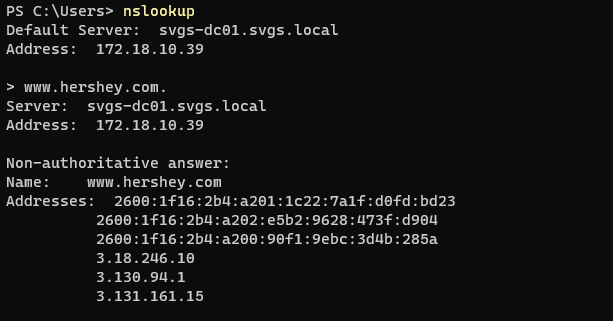 PS C:\Users> nslookup
Default Server:  svgs-dc01.svgs.local
Address:  172.18.10.39
> www.hershey.com.
Server:  svgs-dc01.svgs.local
Address:  172.18.10.39
Non-authoritative answer:
Name:    www.hershey.com
Addresses:  2600:1f16:2b4:a201:1c22:7a1f:d0fd:bd23
2600:1f16:2b4:a202:e5b2:9628:473f:d904
2600:1f16:2b4:a200:90f1:9ebc:3d4b:285a
3.18.246.10
3.130.94.1
3.131.161.15